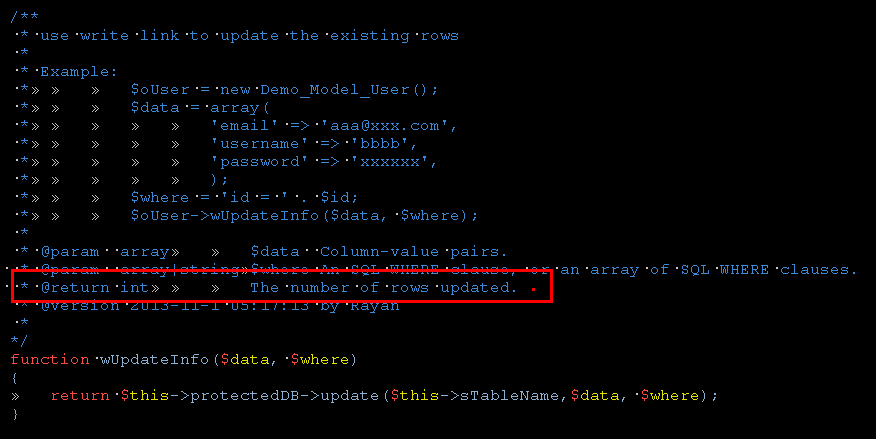 /**
 * use write link to update the existing rows
 *
 * Example:
 *» » » $oUser = new Demo_Model_User();
 *» » » $data = array(
 *» » » » » 'email' => 'aaa@xxx.com',
 *» » » » » 'username' => 'bbbb',
 *» » » » » 'password' => 'xxxxxx',
 *» » » » » );
 *» » » $where = 'id = ' . $id;
 *» » » $oUser->wUpdateInfo($data, $where);
 *
 * @param  array» » $data  Column-value pairs.
 * @param  array|string» $where An SQL WHERE clause, or an array of SQL WHERE clauses.
 * @return int» » » The number of rows updated.
 * @version 2013-11-1 05:17:13 by Rayan
 *
*/
function wUpdateInfo($data, $where)
{
» return $this->protectedDB->update($this->sTableName,$data, $where);
}